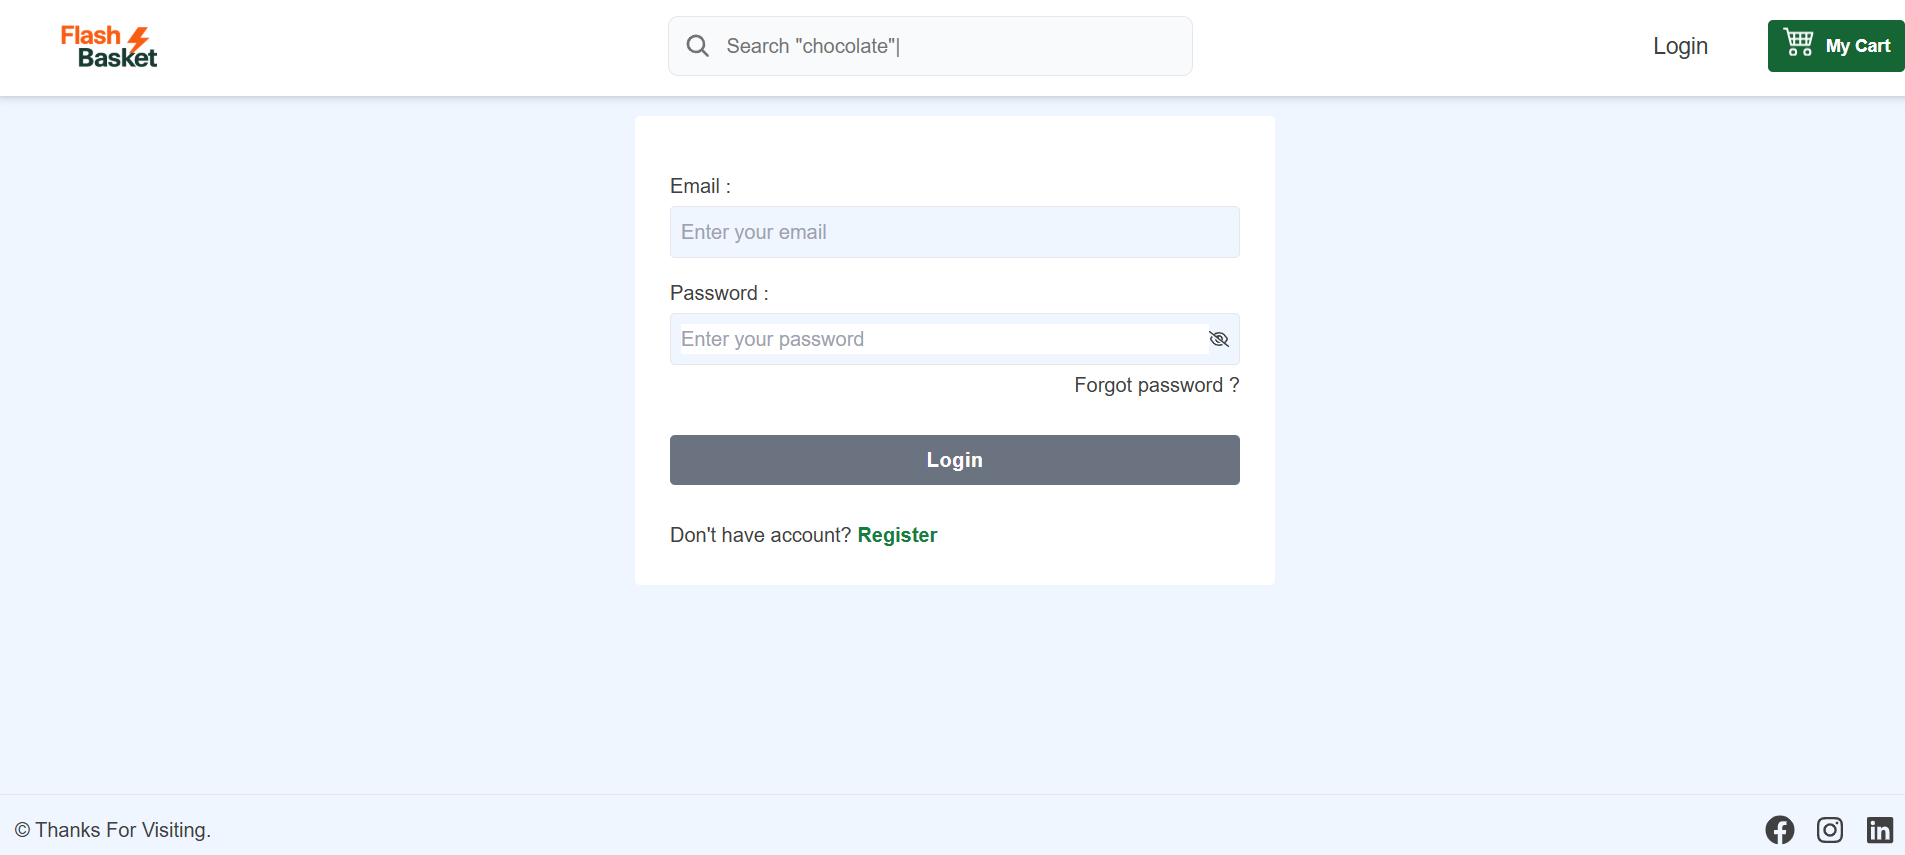 Flash
Basket
Search "chocolate"|
Login
My Cart
Email :
Enter your email
Password :
Enter your password
Forgot password ?
Login
Don't have account? Register
© Thanks For Visiting.